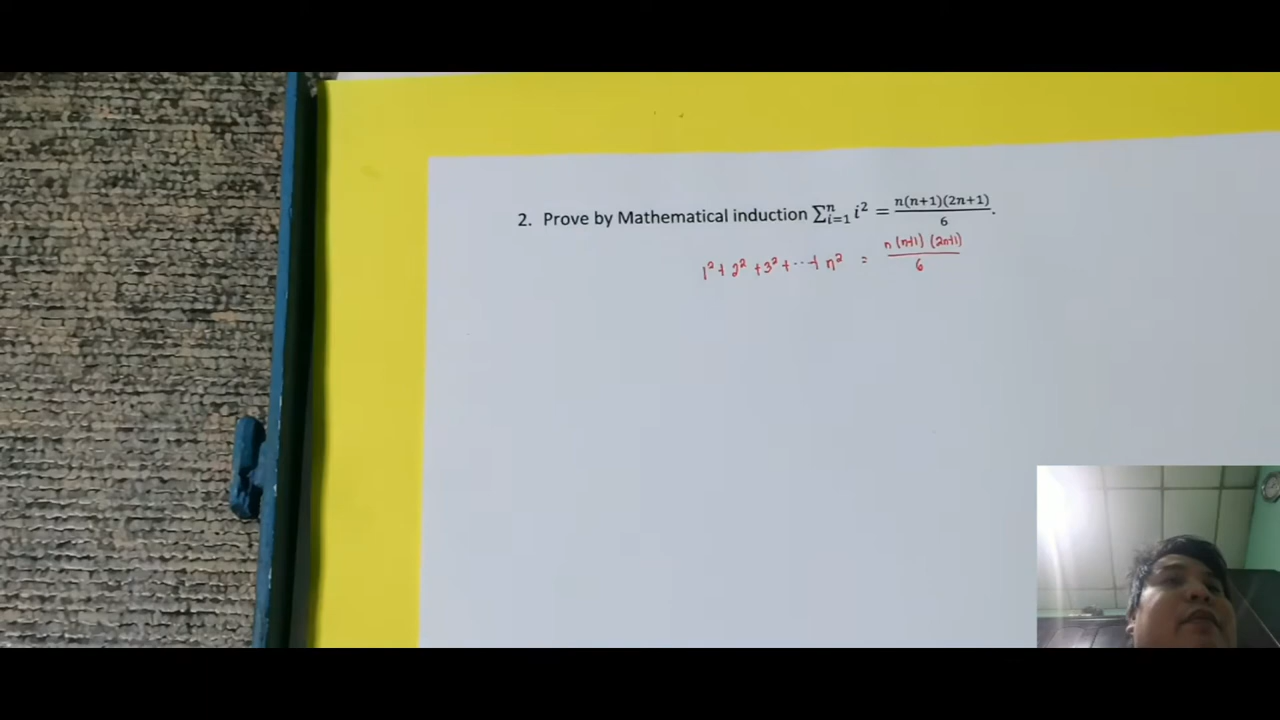 2. Prove by Mathematical induction ∑ⁿᵢ₌₁ i² = n(n+1)(2n+1)/6.
1² + 2² + 3² + ··· + n² = n(n+1)(2n+1)/6